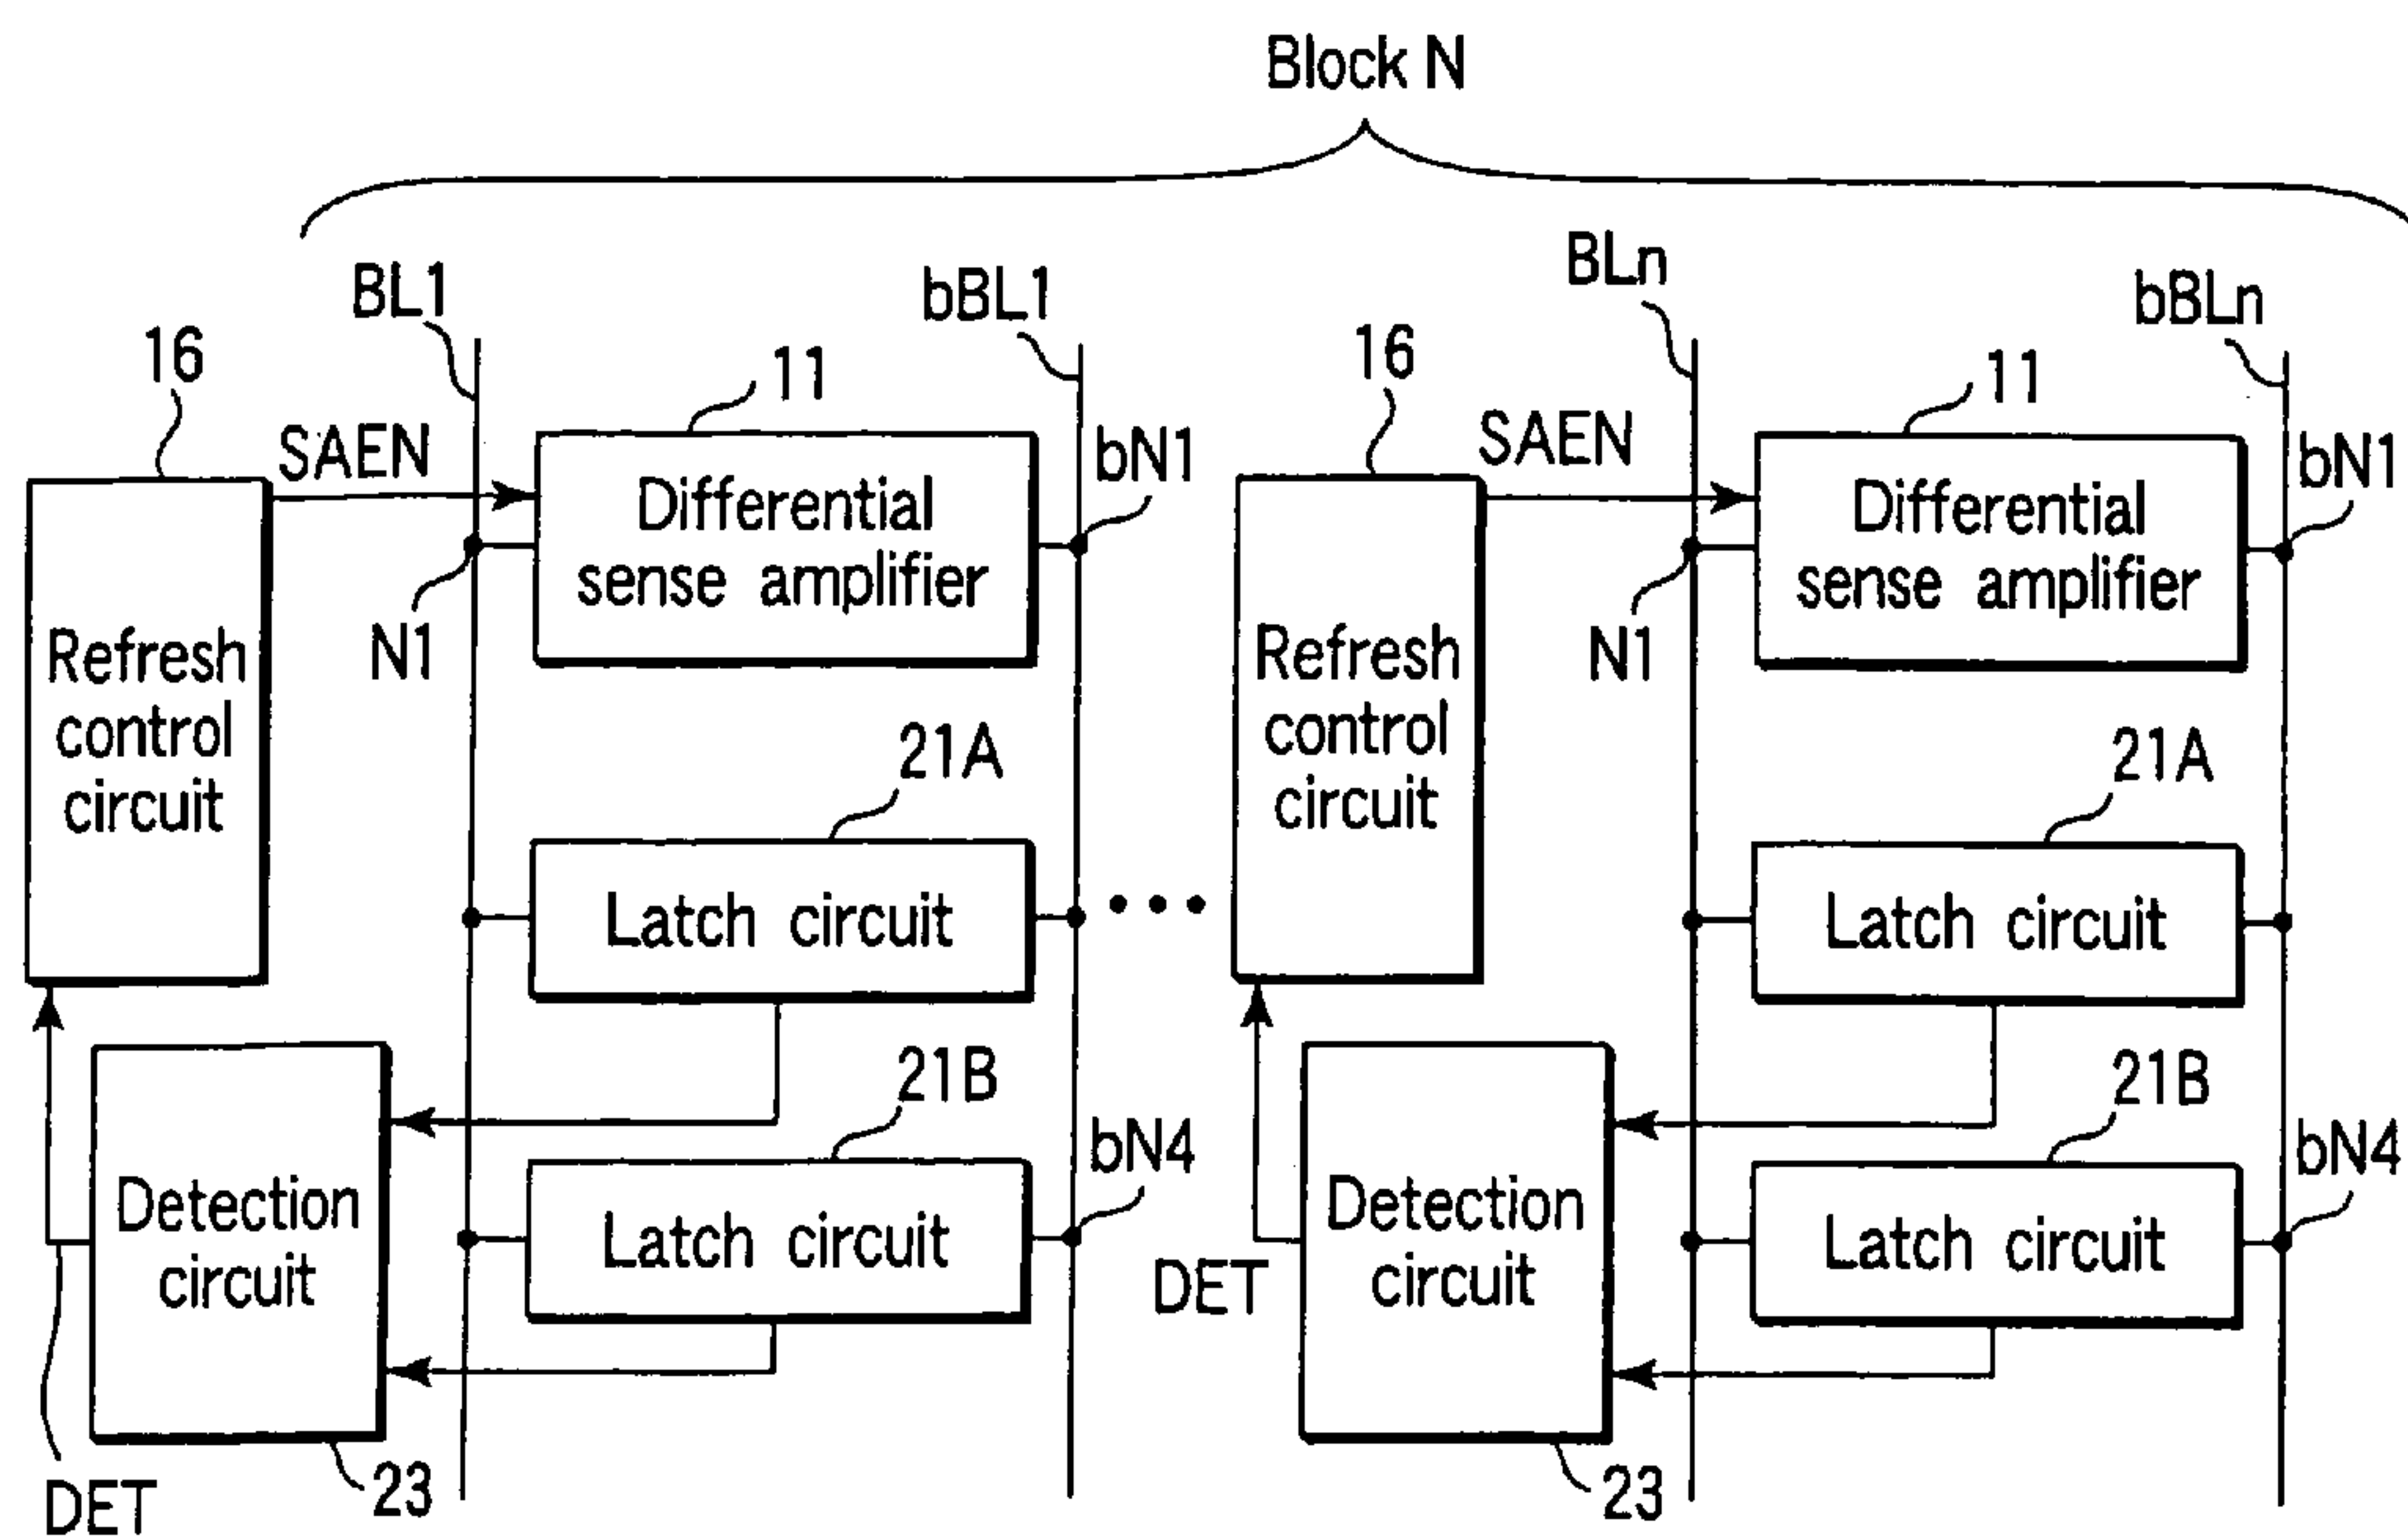 Block N
BL1
bBL1
BLn
bBLn
16
11
16
11
SAEN
bN1
SAEN
bN1
Differential
sense amplifier
Differential
sense amplifier
N1
N1
Refresh
control
circuit
Refresh
control
circuit
21A
21A
Latch circuit
Latch circuit
21B
21B
bN4
bN4
Detection
circuit
Latch circuit
Detection
circuit
Latch circuit
DET
DET
23
23